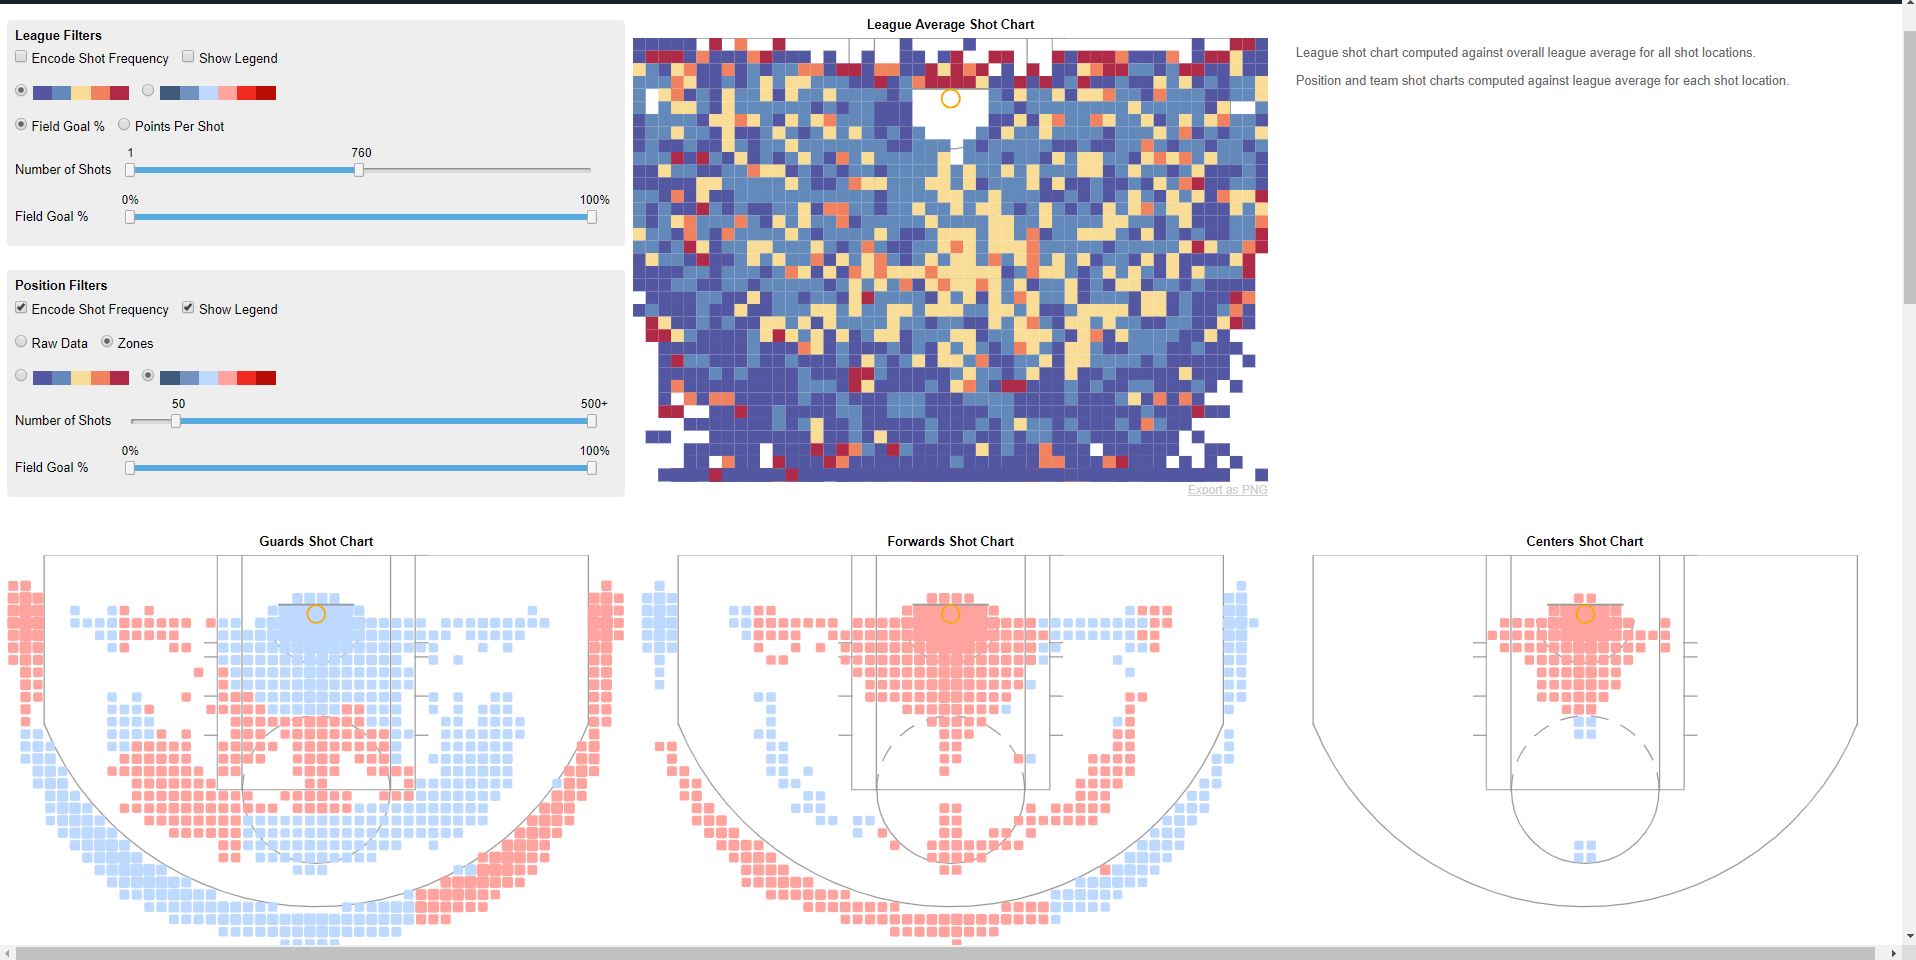 League Filters
Encode Shot Frequency Show Legend
Field Goal % Points Per Shot
1 760
Number of Shots
0% 100%
Field Goal %
Position Filters
Encode Shot Frequency Show Legend
Raw Data Zones
50 500+
Number of Shots
0% 100%
Field Goal %
League Average Shot Chart
Export as PNG
League shot chart computed against overall league average for all shot locations.
Position and team shot charts computed against league average for each shot location.
Guards Shot Chart
Forwards Shot Chart
Centers Shot Chart